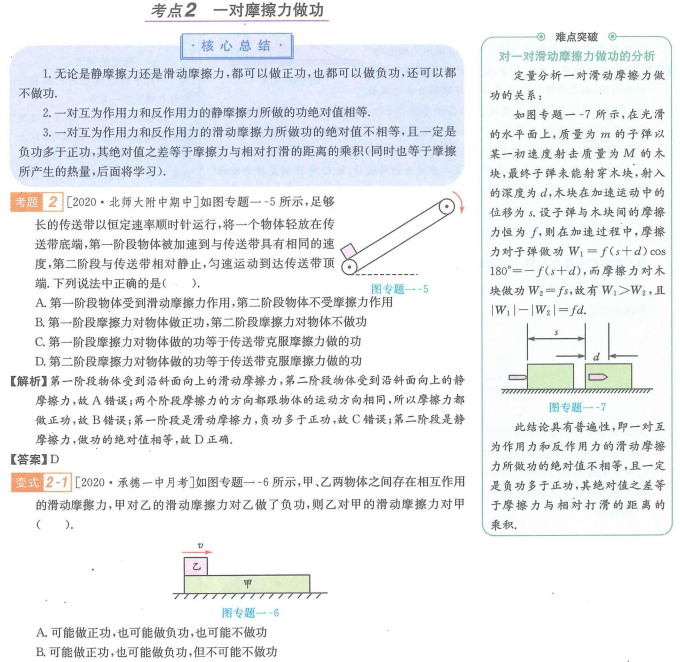 考点2 一对摩擦力做功
·核心总结·
1.无论是静摩擦力还是滑动摩擦力,都可以做正功,也都可以做负功,还可以都
不做功.
2.一对互为作用力和反作用力的静摩擦力所做的功绝对值相等.
3.一对互为作用力和反作用力的滑动摩擦力所做功的绝对值不相等,且一定是
负功多于正功,其绝对值之差等于摩擦力与相对打滑的距离的乘积(同时也等于摩擦
所产生的热量,后面将学习).
考题 2 [2020·北师大附中期中]如图专题一-5 所示,足够
长的传送带以恒定速率顺时针运行,将一个物体轻放在传
送带底端,第一阶段物体被加速到与传送带具有相同的速
度,第二阶段与传送带相对静止,匀速运动到达传送带顶
端.下列说法中正确的是( ).
图专题一-5
A. 第一阶段物体受到滑动摩擦力作用,第二阶段物体不受摩擦力作用
B. 第一阶段摩擦力对物体做正功,第二阶段摩擦力对物体不做功
C. 第一阶段摩擦力对物体做的功等于传送带克服摩擦力做的功
D. 第二阶段摩擦力对物体做的功等于传送带克服摩擦力做的功
【解析】第一阶段物体受到沿斜面向上的滑动摩擦力,第二阶段物体受到沿斜面向上的静
摩擦力,故 A 错误;两个阶段摩擦力的方向都跟物体的运动方向相同,所以摩擦力都
做正功,故 B 错误;第一阶段是滑动摩擦力,负功多于正功,故 C 错误;第二阶段是静
摩擦力,做功的绝对值相等,故 D 正确.
【答案】D
变式 2-1 [2020·承德一中月考]如图专题一-6 所示,甲、乙两物体之间存在相互作用
的滑动摩擦力,甲对乙的滑动摩擦力对乙做了负功,则乙对甲的滑动摩擦力对甲
( ).
v
乙
甲
图专题一-6
A. 可能做正功,也可能做负功,也可能不做功
B. 可能做正功,也可能做负功,但不可能不做功
难点突破
对一对滑动摩擦力做功的分析
定量分析一对滑动摩擦力做
功的关系:
如图专题一-7 所示,在光滑
的水平面上,质量为 m 的子弹以
某一初速度射击质量为 M 的木
块,最终子弹未能射穿木块,射入
的深度为 d,木块在加速运动中的
位移为 s.设子弹与木块间的摩擦
力恒为 f,则在加速过程中,摩擦
力对子弹做功 W₁=f(s+d)cos
180°=-f(s+d),而摩擦力对木
块做功 W₂=fs,故有 W₁>W₂,且
|W₁|-|W₂|=fd.
s
d
图专题一-7
此结论具有普遍性,即一对互
为作用力和反作用力的滑动摩擦
力所做功的绝对值不相等,且一定
是负功多于正功,其绝对值之差等
于摩擦力与相对打滑的距离的
乘积.